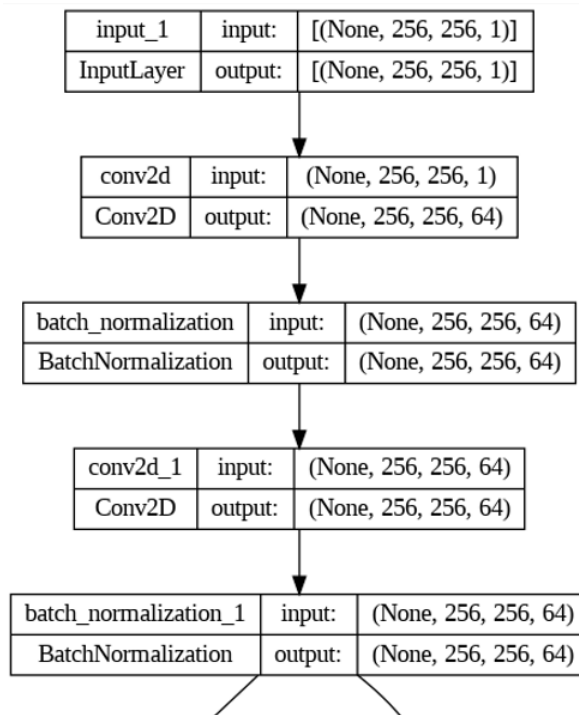 input_1 input: [(None, 256, 256, 1)]
InputLayer output: [(None, 256, 256, 1)]
conv2d input: (None, 256, 256, 1)
Conv2D output: (None, 256, 256, 64)
batch_normalization input: (None, 256, 256, 64)
BatchNormalization output: (None, 256, 256, 64)
conv2d_1 input: (None, 256, 256, 64)
Conv2D output: (None, 256, 256, 64)
batch_normalization_1 input: (None, 256, 256, 64)
BatchNormalization output: (None, 256, 256, 64)